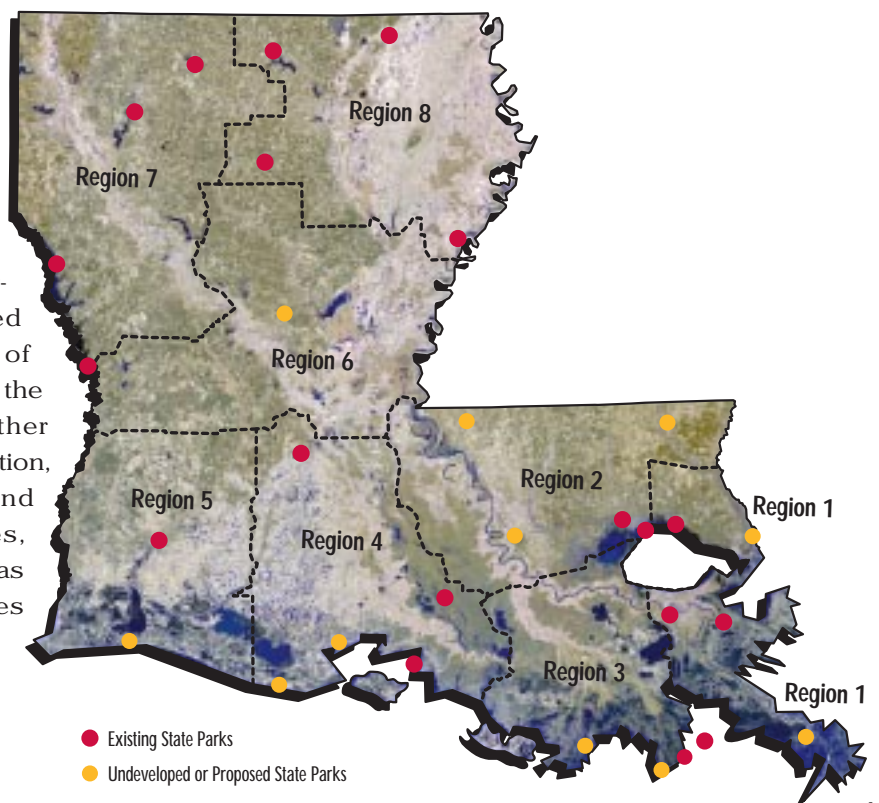 -
ed
of
the
ther
tion,
nd
es,
as
es
Region 8
Region 7
Region 6
Region 2
Region 5
Region 1
Region 4
Region 3
Region 1
Existing State Parks
Undeveloped or Proposed State Parks